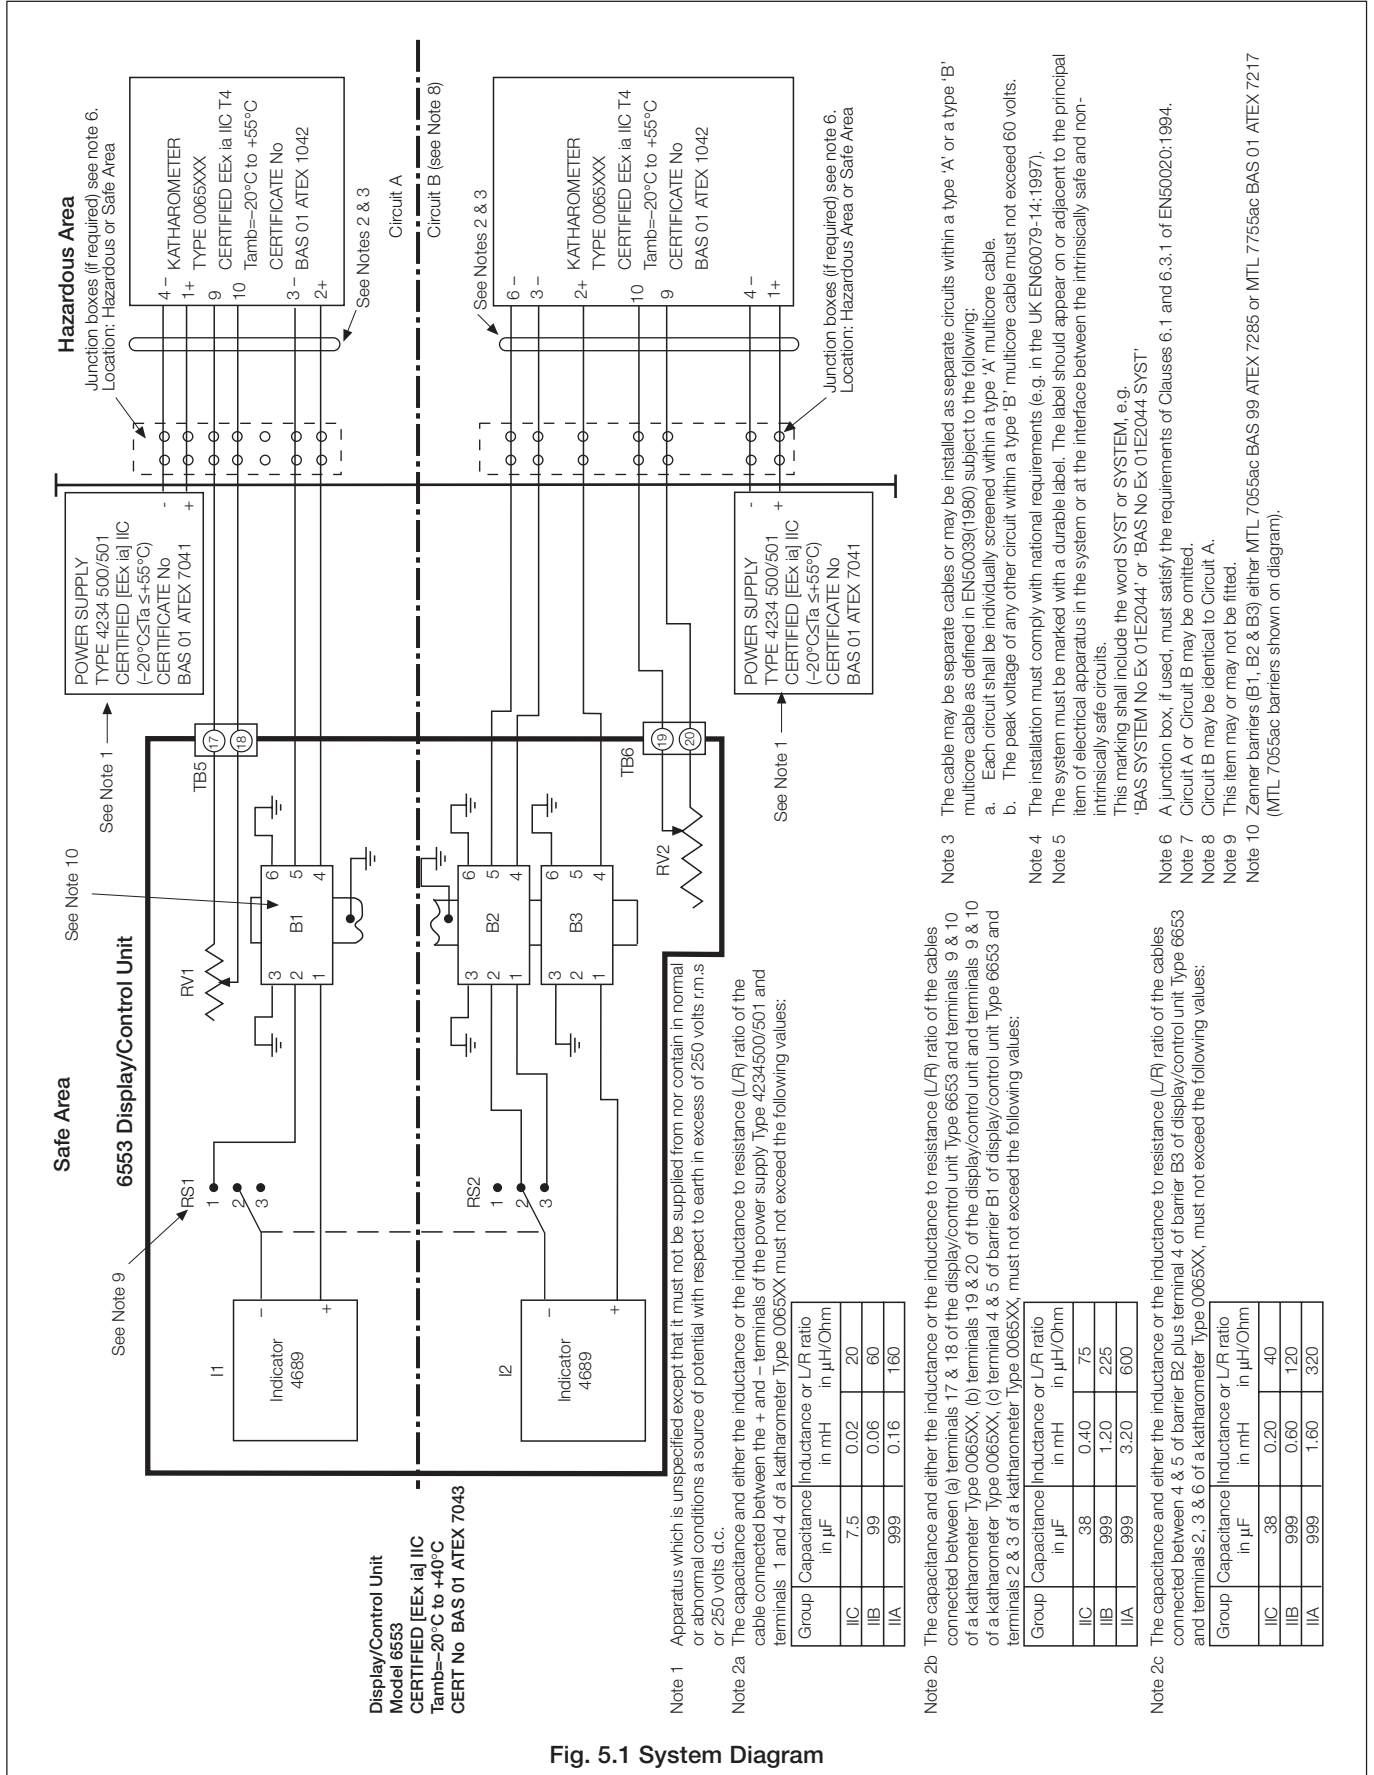 Safe Area
Hazardous Area
6553 Display/Control Unit
See Note 9
RS1
1
2
3
I1
Indicator
4689
–
+
See Note 10
RV1
3
2
1
B1
6
5
4
TB5
17
18
See Note 1
POWER SUPPLY
TYPE 4234 500/501
CERTIFIED [EEx ia] IIC
(–20°C≤Ta ≤+55°C)
CERTIFICATE No
BAS 01 ATEX 7041
-
+
Junction boxes (if required) see note 6.
Location: Hazardous or Safe Area
4 –
1+
9
10
3 –
2+
KATHAROMETER
TYPE 0065XXX
CERTIFIED EEx ia IIC T4
Tamb=–20°C to +55°C
CERTIFICATE No
BAS 01 ATEX 1042
See Notes 2 & 3
Circuit A
Circuit B (see Note 8)
RS2
1
2
3
I2
Indicator
4689
–
+
3
2
1
B2
6
5
4
3
2
1
B3
6
5
4
RV2
TB6
19
20
See Note 1
POWER SUPPLY
TYPE 4234 500/501
CERTIFIED [EEx ia] IIC
(–20°C≤Ta ≤+55°C)
CERTIFICATE No
BAS 01 ATEX 7041
-
+
See Notes 2 & 3
6 -
3 -
2+
10
9
4 –
1+
KATHAROMETER
TYPE 0065XXX
CERTIFIED EEx ia IIC T4
Tamb=–20°C to +55°C
CERTIFICATE No
BAS 01 ATEX 1042
Junction boxes (if required) see note 6.
Location: Hazardous Area or Safe Area
Display/Control Unit
Model 6553
CERTIFIED [EEx ia] IIC
Tamb=–20°C to +40°C
CERT No BAS 01 ATEX 7043
Note 1 Apparatus which is unspecified except that it must not be supplied from nor contain in normal
or abnormal conditions a source of potential with respect to earth in excess of 250 volts r.m.s
or 250 volts d.c.
Note 2a The capacitance and either the inductance or the inductance to resistance (L/R) ratio of the
cable connected between the + and – terminals of the power supply Type 4234500/501 and
terminals 1 and 4 of a katharometer Type 0065XX must not exceed the following values:
Group Capacitance Inductance or L/R ratio
in µF in mH in µH/Ohm
IIC 7.5 0.02 20
IIB 99 0.06 60
IIA 999 0.16 160
Note 2b The capacitance and either the inductance or the inductance to resistance (L/R) ratio of the cables
connected between (a) terminals 17 & 18 of the display/control unit Type 6653 and terminals 9 & 10
of a katharometer Type 0065XX, (b) terminals 19 & 20 of the display/control unit and terminals 9 & 10
of a katharometer Type 0065XX, (c) terminal 4 & 5 of barrier B1 of display/control unit Type 6653 and
terminals 2 & 3 of a katharometer Type 0065XX, must not exceed the following values:
Group Capacitance Inductance or L/R ratio
in µF in mH in µH/Ohm
IIC 38 0.40 75
IIB 999 1.20 225
IIA 999 3.20 600
Note 2c The capacitance and either the inductance or the inductance to resistance (L/R) ratio of the cables
connected between 4 & 5 of barrier B2 plus terminal 4 of barrier B3 of display/control unit Type 6653
and terminals 2, 3 & 6 of a katharometer Type 0065XX, must not exceed the following values:
Group Capacitance Inductance or L/R ratio
in µF in mH in µH/Ohm
IIC 38 0.20 40
IIB 999 0.60 120
IIA 999 1.60 320
Note 3 The cable may be separate cables or may be installed as separate circuits within a type ‘A’ or a type ‘B’
multicore cable as defined in EN50039(1980) subject to the following:
a. Each circuit shall be individually screened within a type ‘A’ multicore cable.
b. The peak voltage of any other circuit within a type ‘B’ multicore cable must not exceed 60 volts.
Note 4 The installation must comply with national requirements (e.g. in the UK EN60079-14:1997).
Note 5 The system must be marked with a durable label. The label should appear on or adjacent to the principal
item of electrical apparatus in the system or at the interface between the intrinsically safe and non-
intrinsically safe circuits.
This marking shall include the word SYST or SYSTEM, e.g.
‘BAS SYSTEM No Ex 01E2044’ or ‘BAS No Ex 01E2044 SYST’
Note 6 A junction box, if used, must satisfy the requirements of Clauses 6.1 and 6.3.1 of EN50020:1994.
Note 7 Circuit A or Circuit B may be omitted.
Note 8 Circuit B may be identical to Circuit A.
Note 9 This item may or may not be fitted.
Note 10 Zenner barriers (B1, B2 & B3) either MTL 7055ac BAS 99 ATEX 7285 or MTL 7755ac BAS 01 ATEX 7217
(MTL 7055ac barriers shown on diagram).
Fig. 5.1 System Diagram